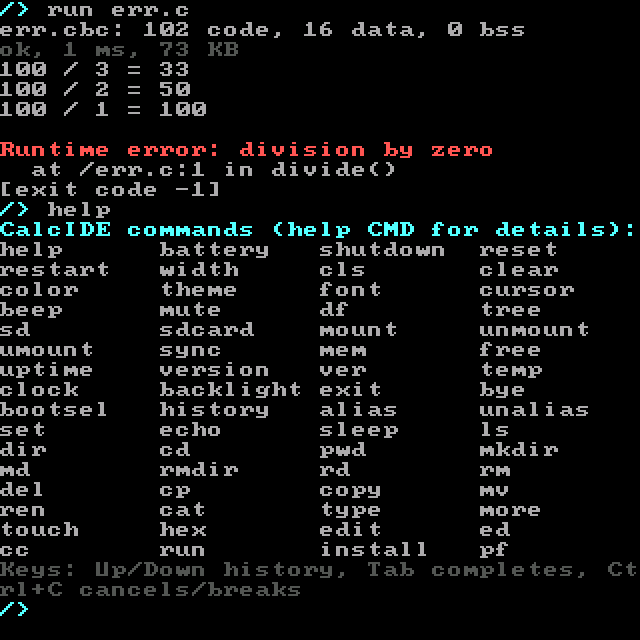 /> run err.c
err.cbc: 102 code, 16 data, 0 bss
ok, 1 ms, 73 KB
100 / 3 = 33
100 / 2 = 50
100 / 1 = 100
Runtime error: division by zero
at /err.c:1 in divide()
[exit code -1]
/> help
CalcIDE commands (help CMD for details):
help battery shutdown reset
restart width cls clear
color theme font cursor
beep mute df tree
sd sdcard mount unmount
umount sync mem free
uptime version ver temp
clock backlight exit bye
bootsel history alias unalias
set echo sleep ls
dir cd pwd mkdir
md rmdir rd rm
del cp copy mv
ren cat type more
touch hex edit ed
cc run install pf
Keys: Up/Down history, Tab completes, Ct
rl+C cancels/breaks
/>